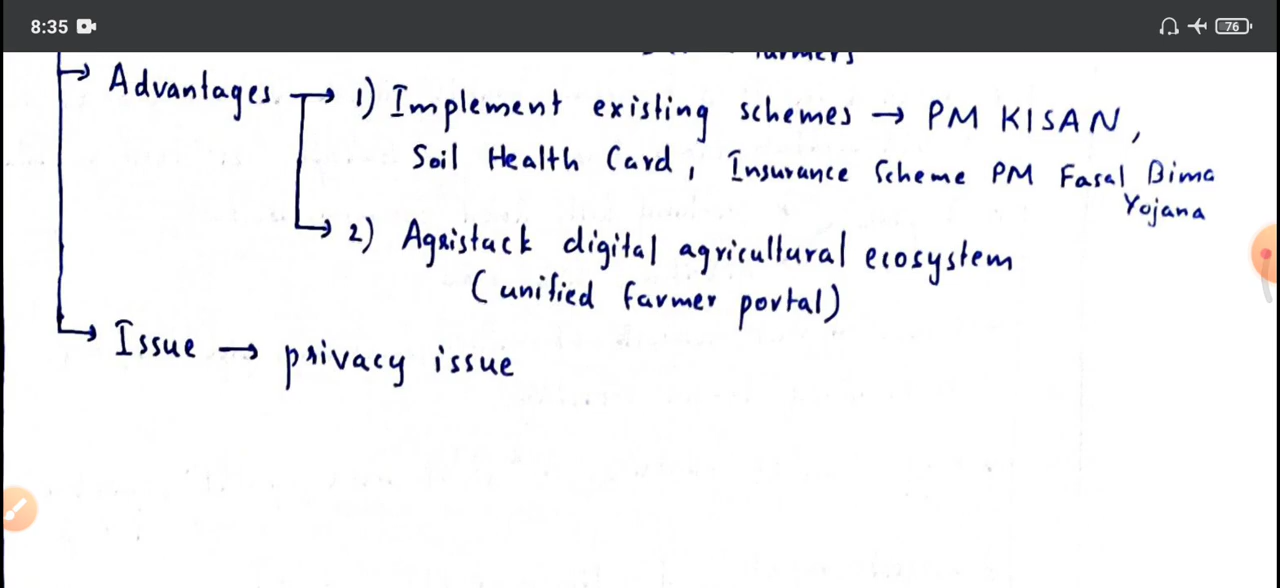 8:35
76
farmers
Advantages → 1) Implement existing schemes → PM KISAN,
Soil Health Card, Insurance Scheme PM Fasal Bima
Yojana
2) Agristack digital agricultural ecosystem
(unified farmer portal)
Issue → privacy issue